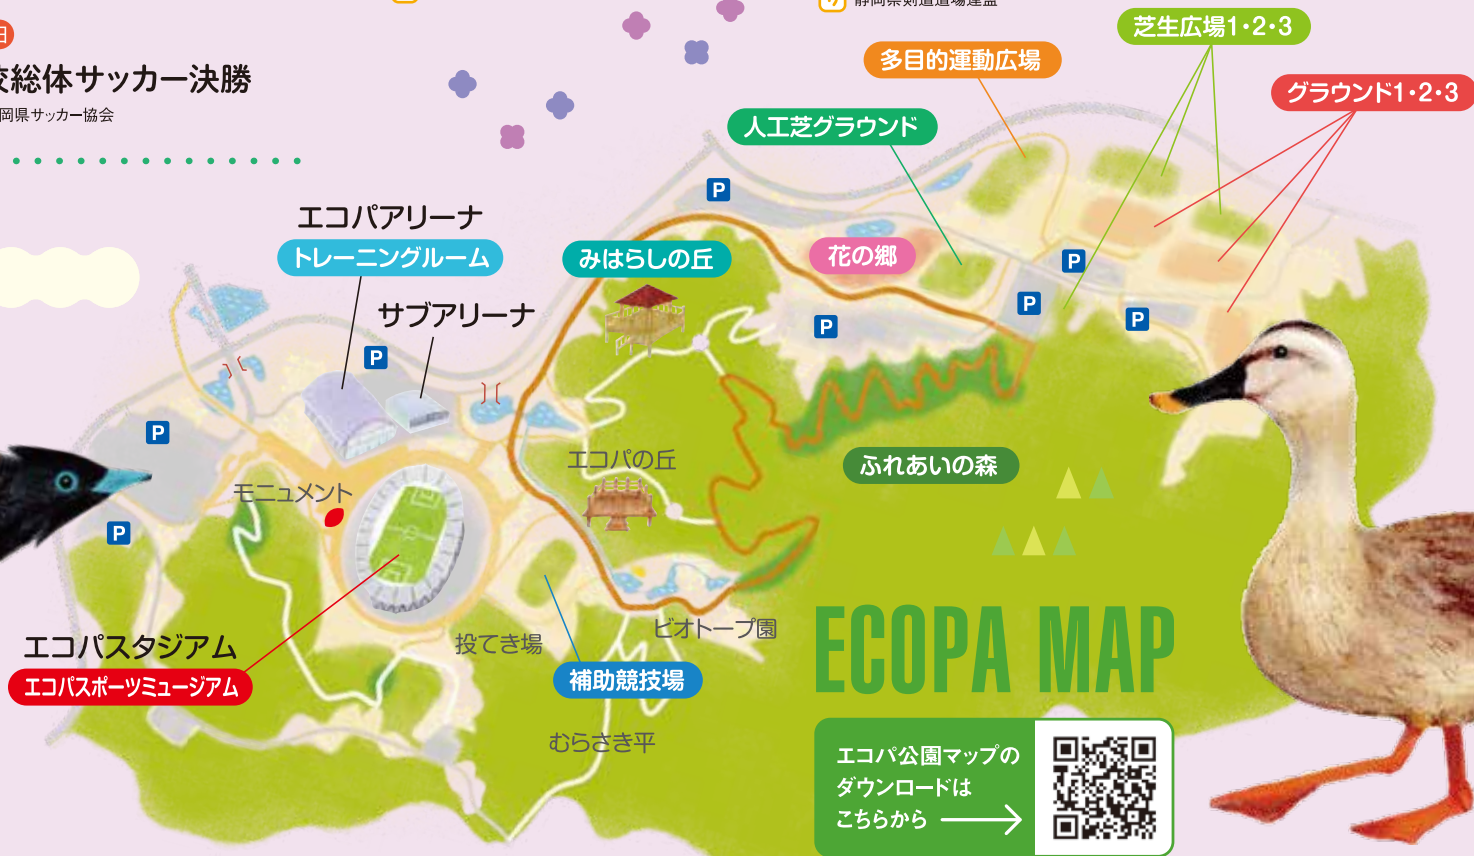 静岡県剣道道場連盟
校総体サッカー決勝
岡県サッカー協会
芝生広場1・2・3
多目的運動広場
グラウンド1・2・3
人工芝グラウンド
P
エコパアリーナ
トレーニングルーム
みはらしの丘
花の郷
P
P
P
P
サブアリーナ
P
P
エコパの丘
ふれあいの森
モニュメント
P
エコパスタジアム
エコパスポーツミュージアム
投てき場
ビオトープ園
補助競技場
むらさき平
ECOPA MAP
エコパ公園マップの
ダウンロードは
こちらから